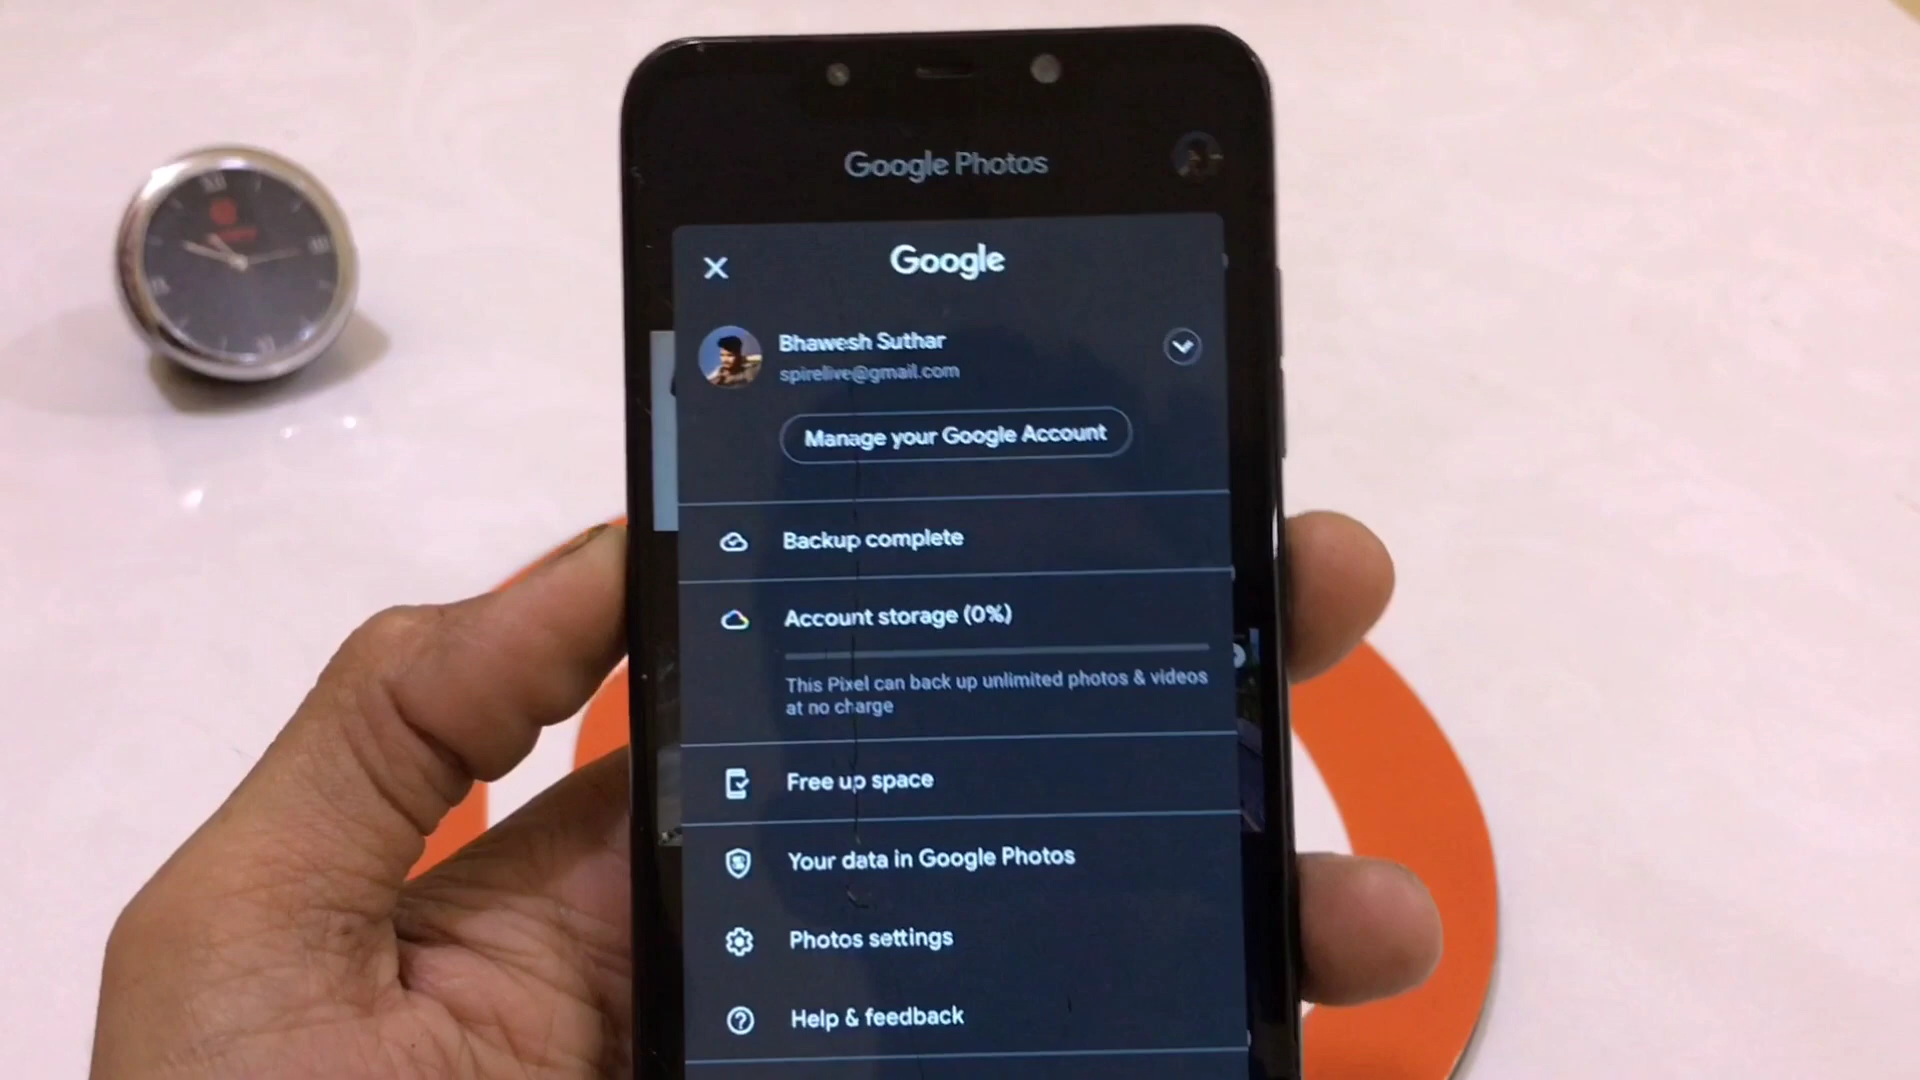 Google Photos
Google
Bhawesh Suthar
spirelive@gmail.com
Manage your Google Account
Backup complete
Account storage (0%)
This Pixel can back up unlimited photos & videos
at no charge
Free up space
Your data in Google Photos
Photos settings
Help & feedback
XII